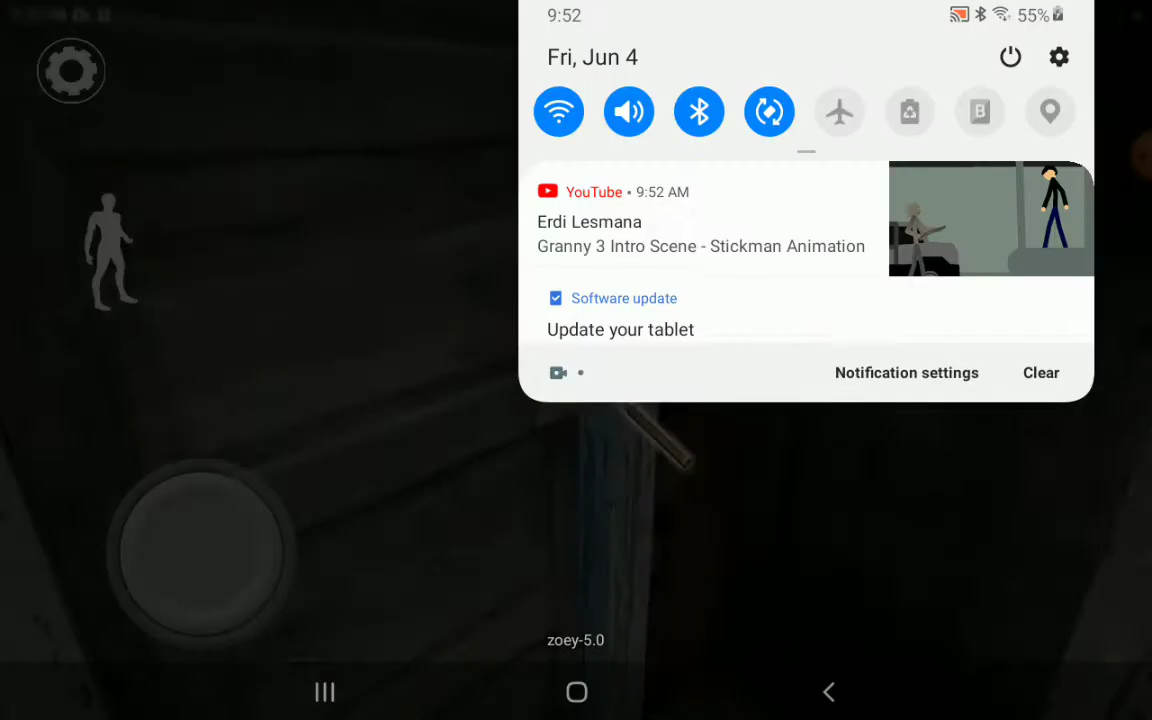 9:52
55%
Fri, Jun 4
B
YouTube • 9:52 AM
Erdi Lesmana
Granny 3 Intro Scene - Stickman Animation
Software update
Update your tablet
Notification settings
Clear
zoey-5.0